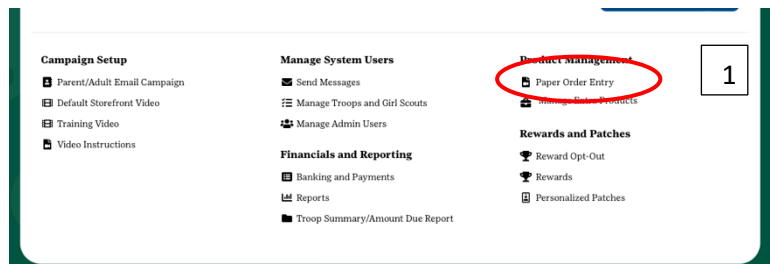 Campaign Setup
Parent/Adult Email Campaign
Default Storefront Video
Training Video
Video Instructions
Manage System Users
Send Messages
Manage Troops and Girl Scouts
Manage Admin Users
Financials and Reporting
Banking and Payments
Reports
Troop Summary/Amount Due Report
Product Management
Paper Order Entry
Manage Extra Products
Rewards and Patches
Reward Opt-Out
Rewards
Personalized Patches
1